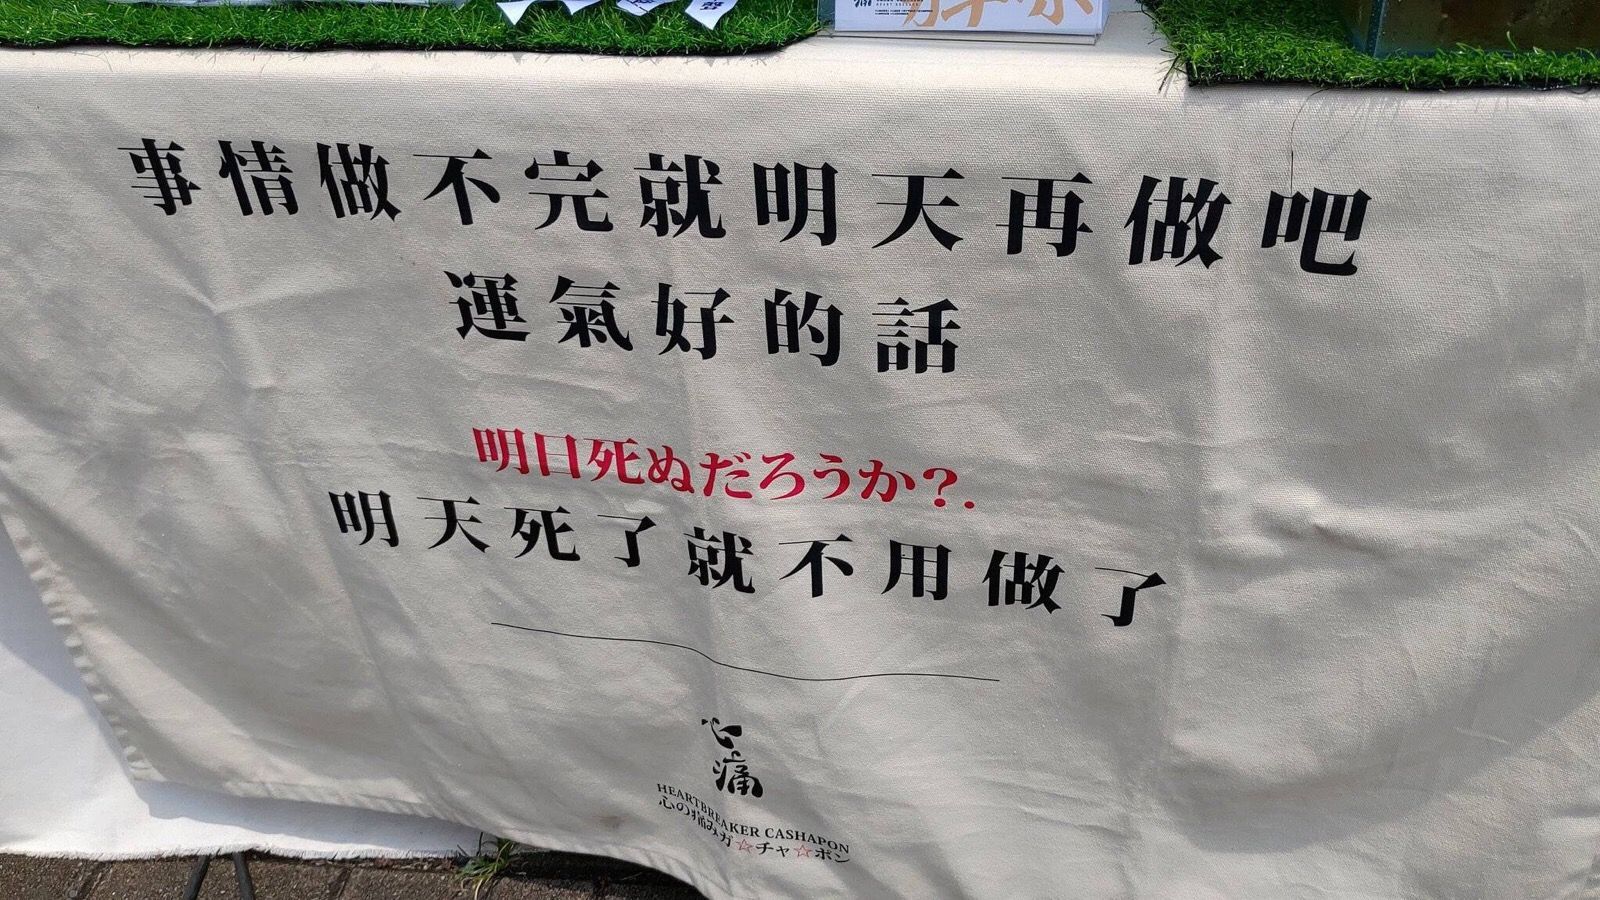 事情做不完就明天再做吧
運氣好的話
明日死ぬだろうか?.
明天死了就不用做了
心痛
HEARTBREAKER CASHAPON
心の痛みガ☆チャ☆ポン